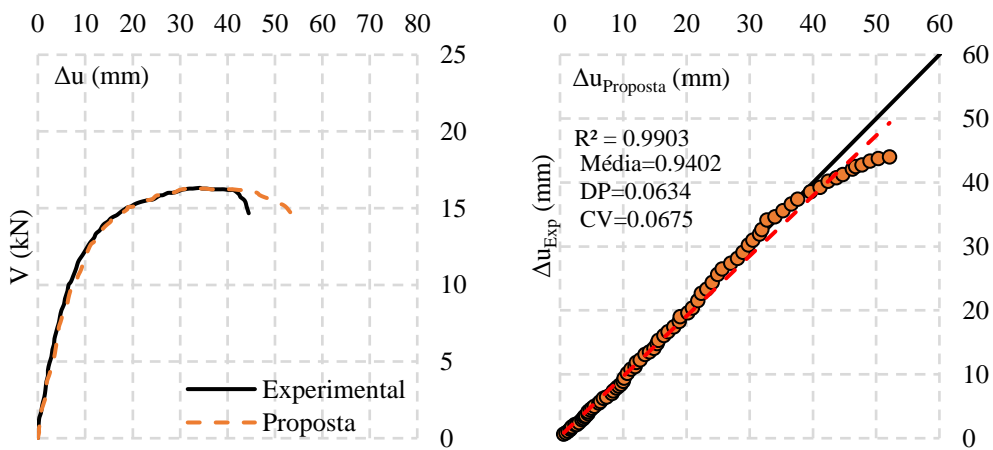 0 10 20 30 40 50 60 70 80
25
Δu (mm)
20
15
10
5
0
V (kN)
Experimental
Proposta
0 10 20 30 40 50 60
60
Δu_Proposta (mm)
50
R² = 0.9903
Média=0.9402
DP=0.0634
CV=0.0675
40
30
20
10
0
Δu_Exp (mm)